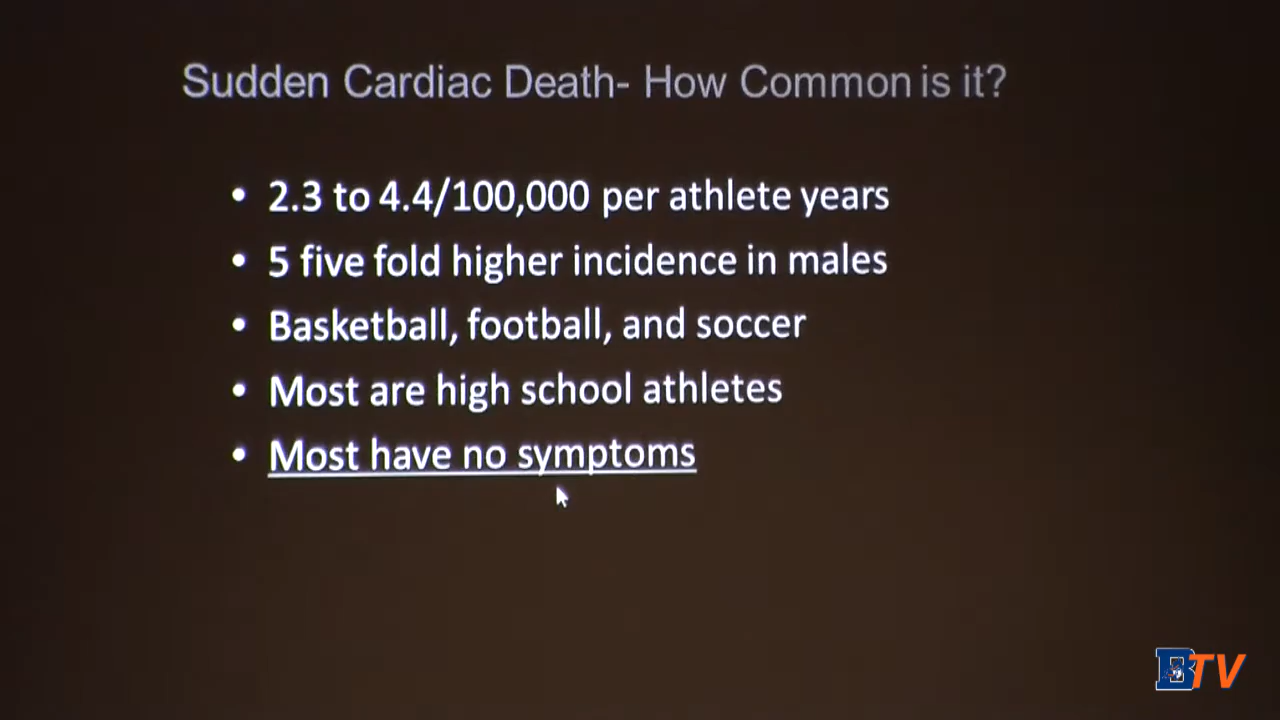 Sudden Cardiac Death- How Common is it?
• 2.3 to 4.4/100,000 per athlete years
• 5 five fold higher incidence in males
• Basketball, football, and soccer
• Most are high school athletes
• Most have no symptoms
BTV